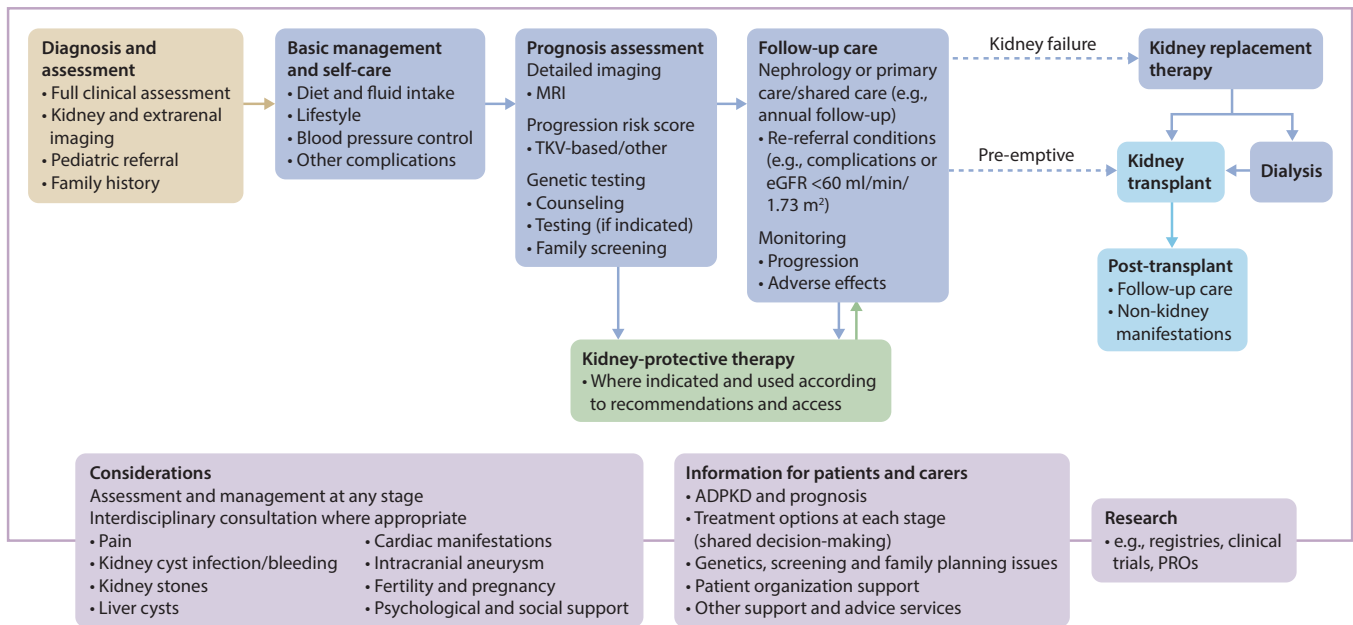 Diagnosis and
assessment
• Full clinical assessment
• Kidney and extrarenal
imaging
• Pediatric referral
• Family history
Basic management
and self-care
• Diet and fluid intake
• Lifestyle
• Blood pressure control
• Other complications
Prognosis assessment
Detailed imaging
• MRI
Progression risk score
• TKV-based/other
Genetic testing
• Counseling
• Testing (if indicated)
• Family screening
Follow-up care
Nephrology or primary
care/shared care (e.g.,
annual follow-up)
• Re-referral conditions
(e.g., complications or
eGFR <60 ml/min/
1.73 m²)
Monitoring
• Progression
• Adverse effects
Kidney failure
Pre-emptive
Kidney replacement
therapy
Kidney
transplant
Dialysis
Post-transplant
• Follow-up care
• Non-kidney
manifestations
Kidney-protective therapy
• Where indicated and used according
to recommendations and access
Considerations
Assessment and management at any stage
Interdisciplinary consultation where appropriate
• Pain
• Kidney cyst infection/bleeding
• Kidney stones
• Liver cysts
• Cardiac manifestations
• Intracranial aneurysm
• Fertility and pregnancy
• Psychological and social support
Information for patients and carers
• ADPKD and prognosis
• Treatment options at each stage
(shared decision-making)
• Genetics, screening and family planning issues
• Patient organization support
• Other support and advice services
Research
• e.g., registries, clinical
trials, PROs